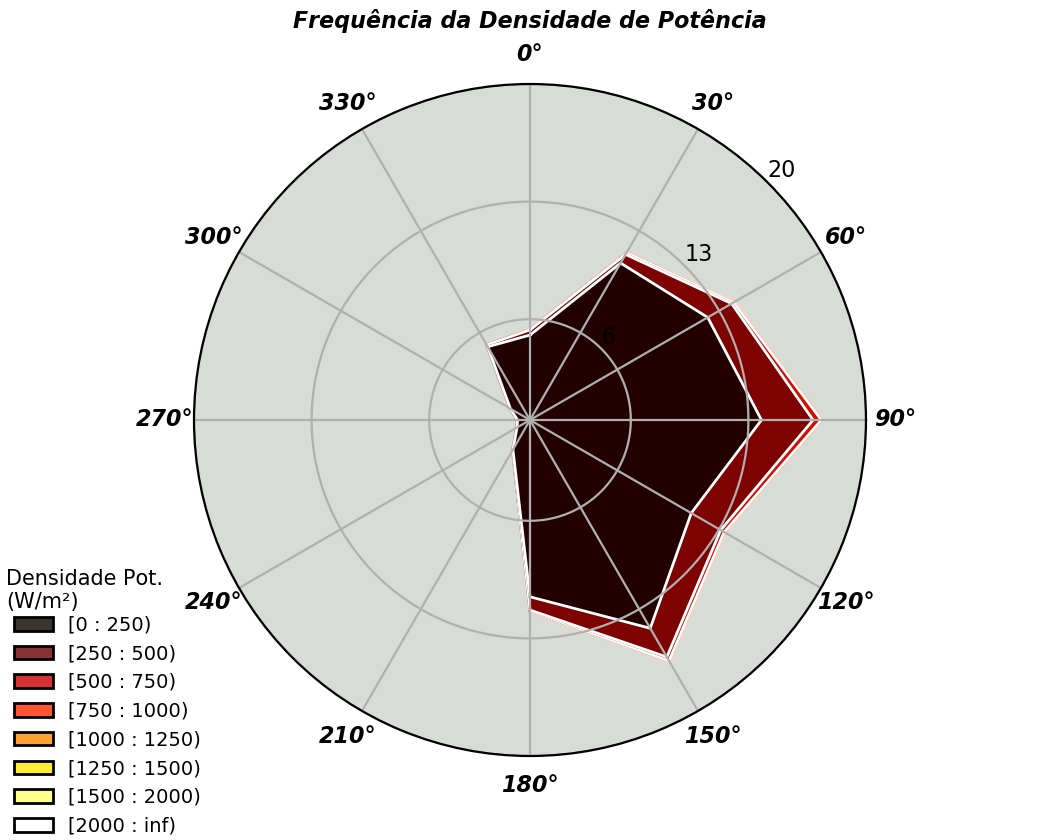 Frequência da Densidade de Potência
0°
330°
30°
20
300°
60°
13
6
270°
90°
240°
120°
210°
150°
180°
Densidade Pot.
(W/m²)
[0 : 250)
[250 : 500)
[500 : 750)
[750 : 1000)
[1000 : 1250)
[1250 : 1500)
[1500 : 2000)
[2000 : inf)